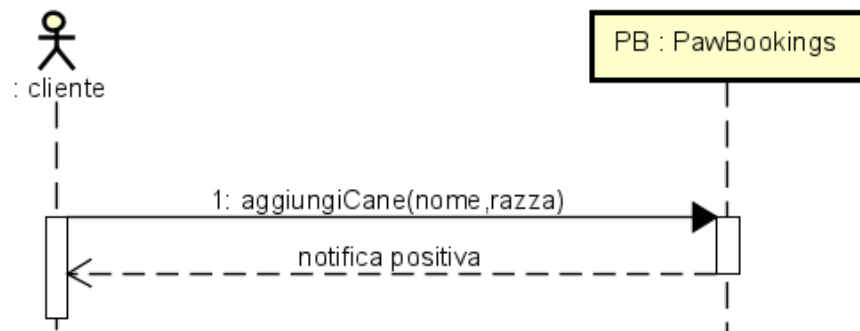 PB : PawBookings
: cliente
1: aggiungiCane(nome,razza)
notifica positiva